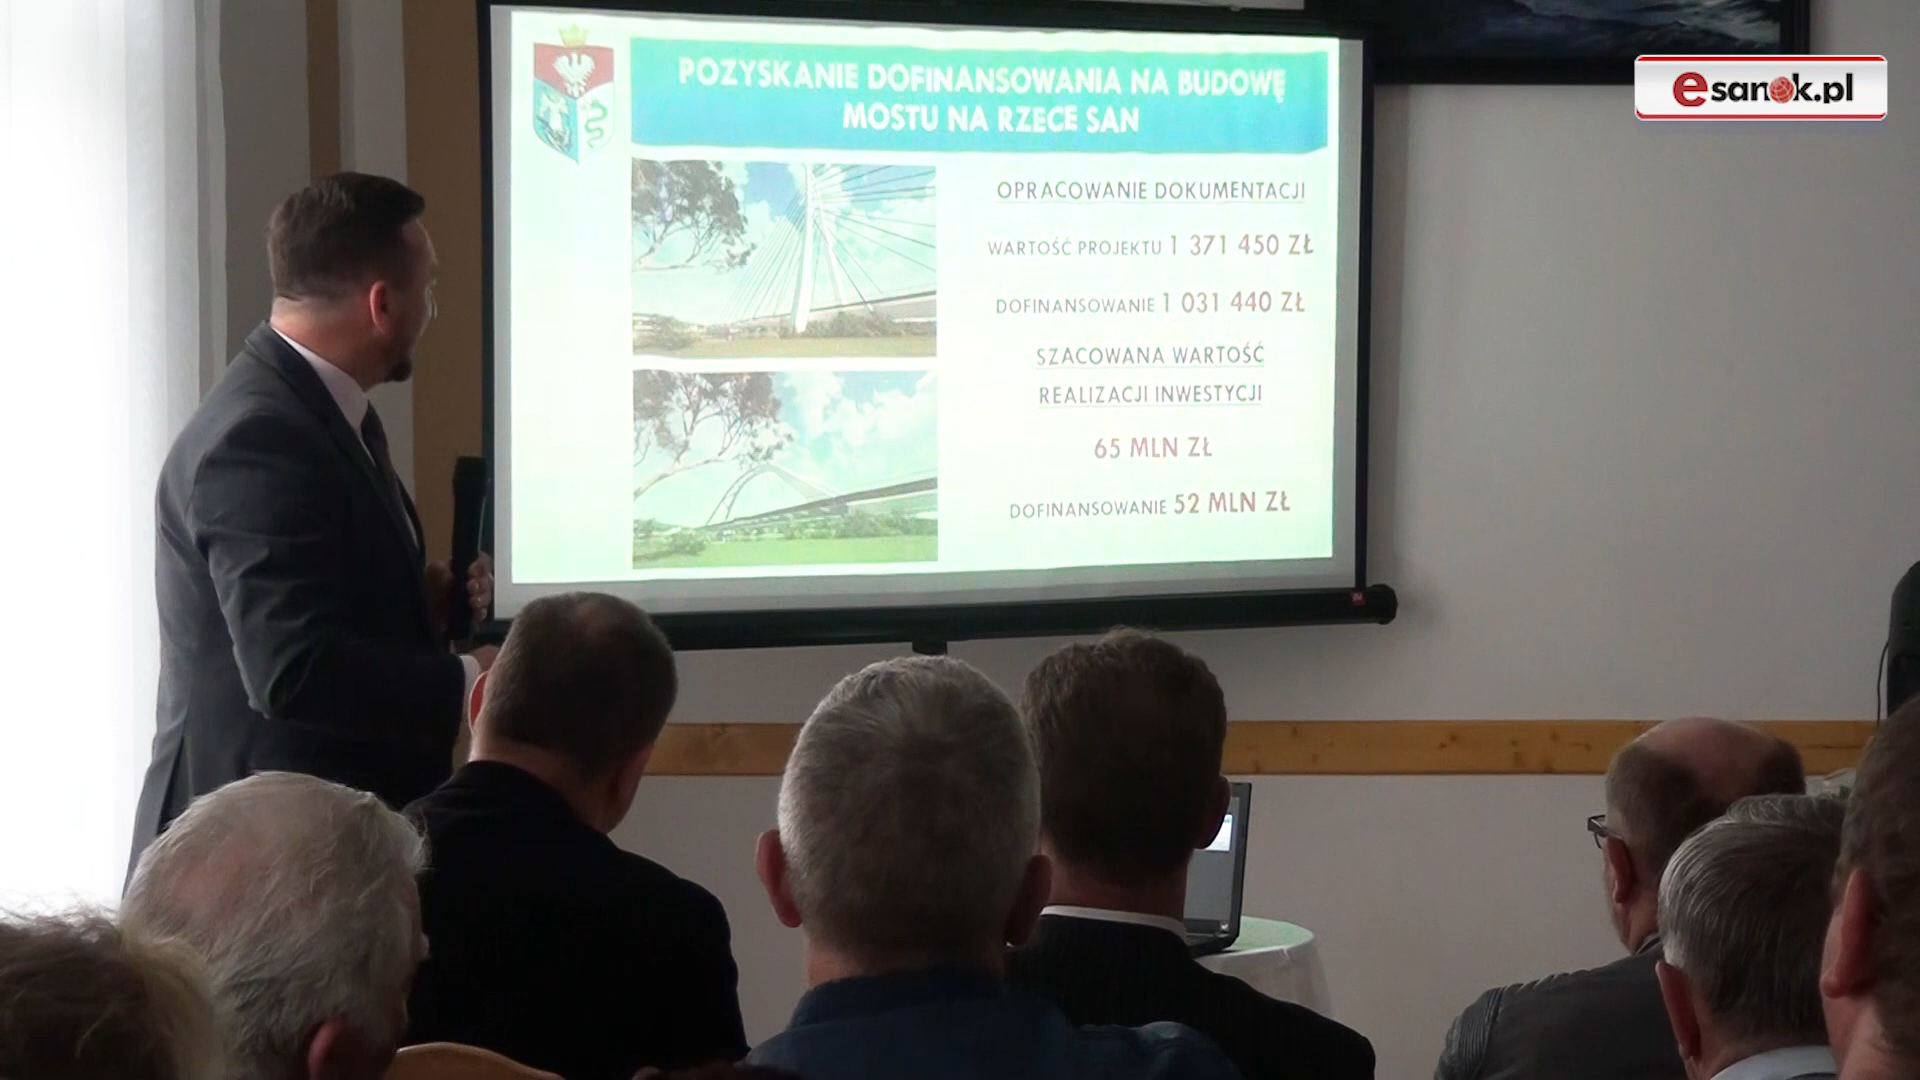 POZYSKANIE DOFINANSOWANIA NA BUDOWĘ
MOSTU NA RZECE SAN
esanok.pl
OPRACOWANIE DOKUMENTACJI
WARTOŚĆ PROJEKTU 1 371 450 ZŁ
DOFINANSOWANIE 1 031 440 ZŁ
SZACOWANA WARTOŚĆ
REALIZACJI INWESTYCJI
65 MLN ZŁ
DOFINANSOWANIE 52 MLN ZŁ